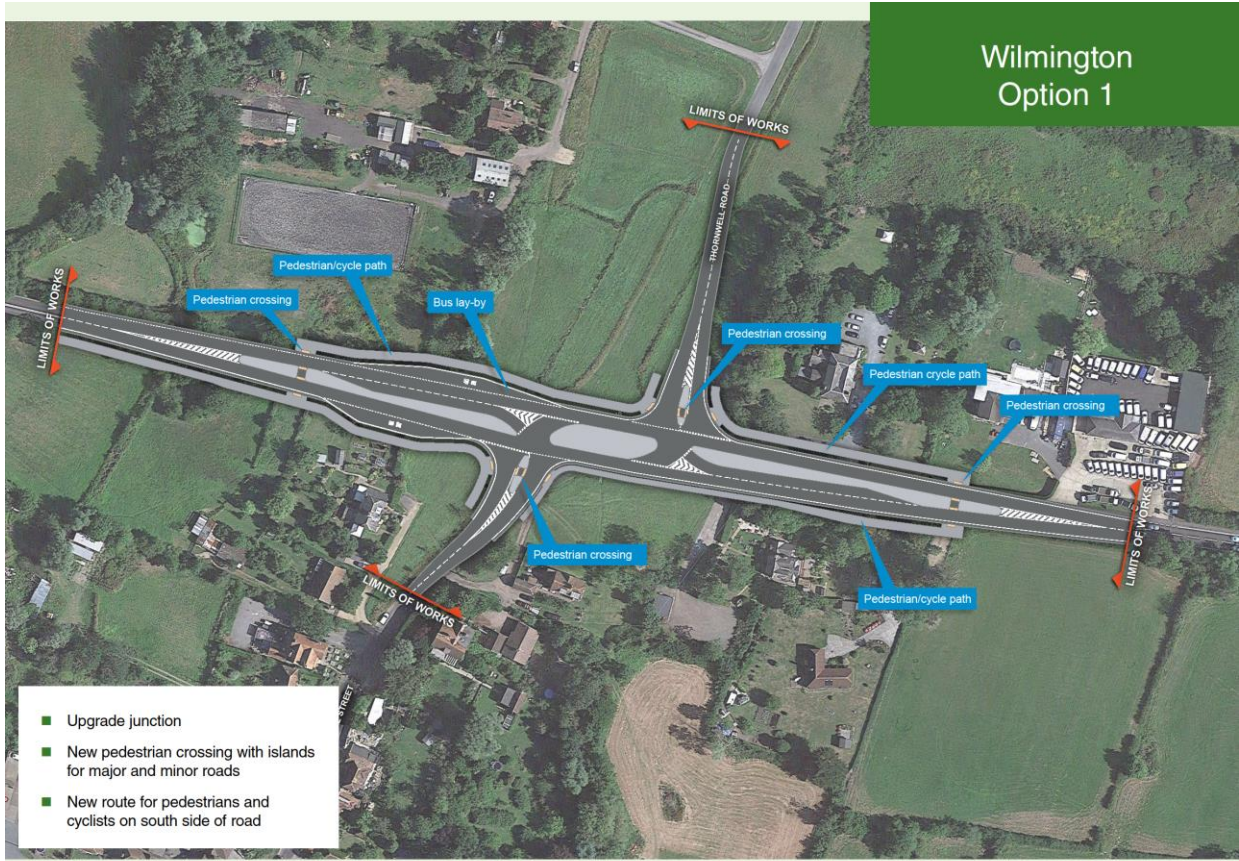 Wilmington
Option 1
LIMITS OF WORKS
THORNWELL ROAD
LIMITS OF WORKS
Pedestrian/cycle path
Pedestrian crossing
Bus lay-by
Pedestrian crossing
Pedestrian crycle path
Pedestrian crossing
Pedestrian crossing
Pedestrian/cycle path
LIMITS OF WORKS
LIMITS OF WORKS
STREET
Upgrade junction
New pedestrian crossing with islands
for major and minor roads
New route for pedestrians and
cyclists on south side of road